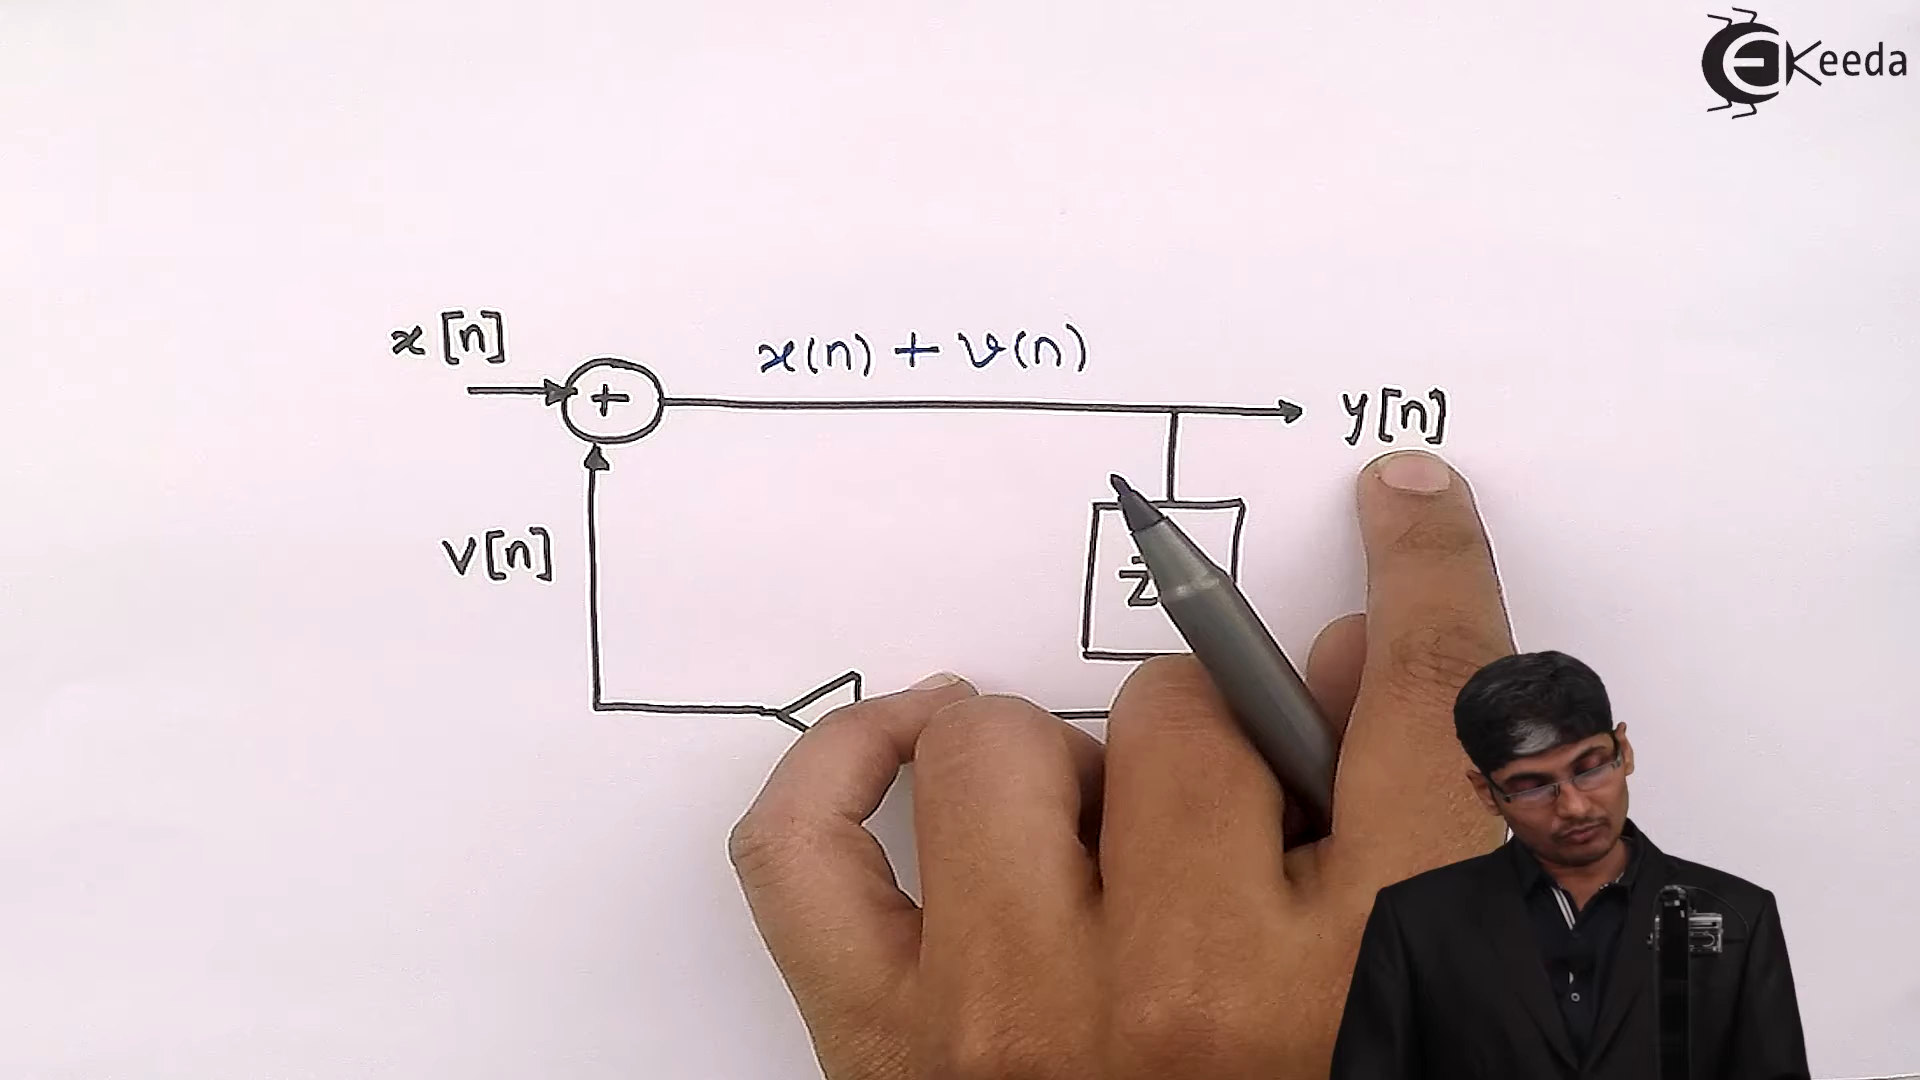 Keeda
x[n]
x(n) + v(n)
+
y[n]
v[n]